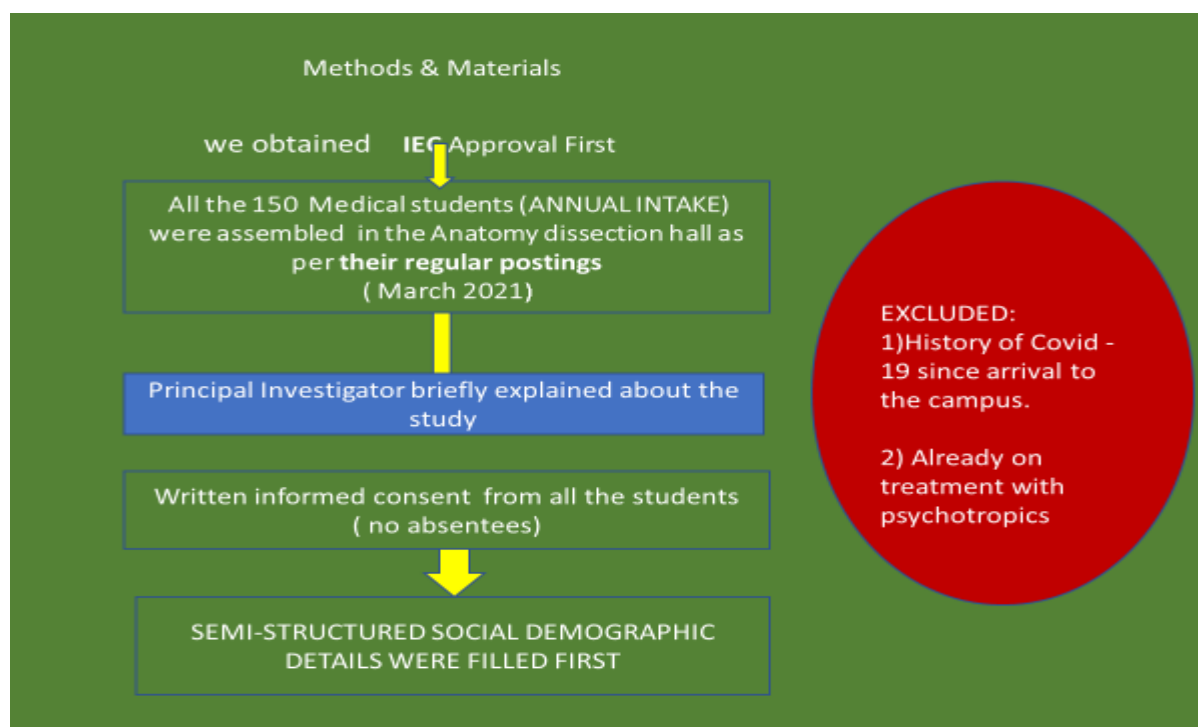 Methods & Materials
we obtained IEC Approval First
All the 150 Medical students (ANNUAL INTAKE)
were assembled in the Anatomy dissection hall as
per their regular postings
( March 2021)
Principal Investigator briefly explained about the
study
Written informed consent from all the students
( no absentees)
SEMI-STRUCTURED SOCIAL DEMOGRAPHIC
DETAILS WERE FILLED FIRST
EXCLUDED:
1)History of Covid -
19 since arrival to
the campus.
2) Already on
treatment with
psychotropics